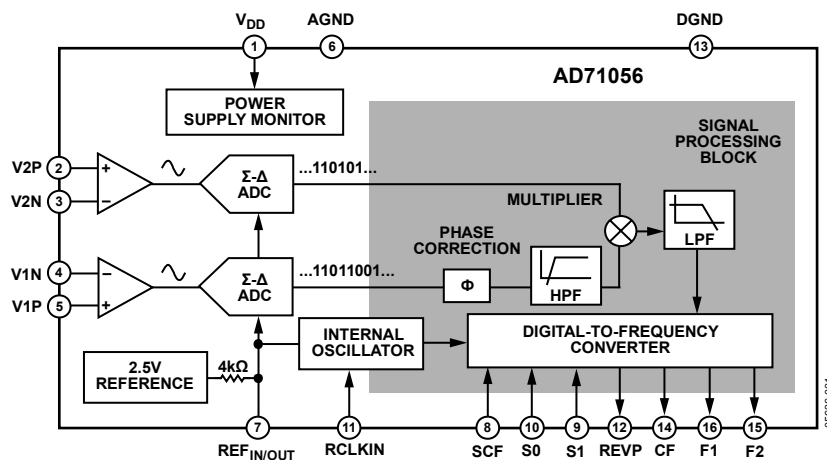 VDD
AGND
DGND
1
6
13
AD71056
POWER
SUPPLY MONITOR
SIGNAL
PROCESSING
BLOCK
V2P 2
+
Σ-Δ
ADC
...110101...
V2N 3
–
MULTIPLIER
LPF
PHASE
CORRECTION
V1N 4
–
Σ-Δ
ADC
...11011001...
Φ
HPF
V1P 5
+
INTERNAL
OSCILLATOR
DIGITAL-TO-FREQUENCY
CONVERTER
2.5V
REFERENCE
4kΩ
7
11
8
10
9
12
14
16
15
REFIN/OUT
RCLKIN
SCF
S0
S1
REVP
CF
F1
F2